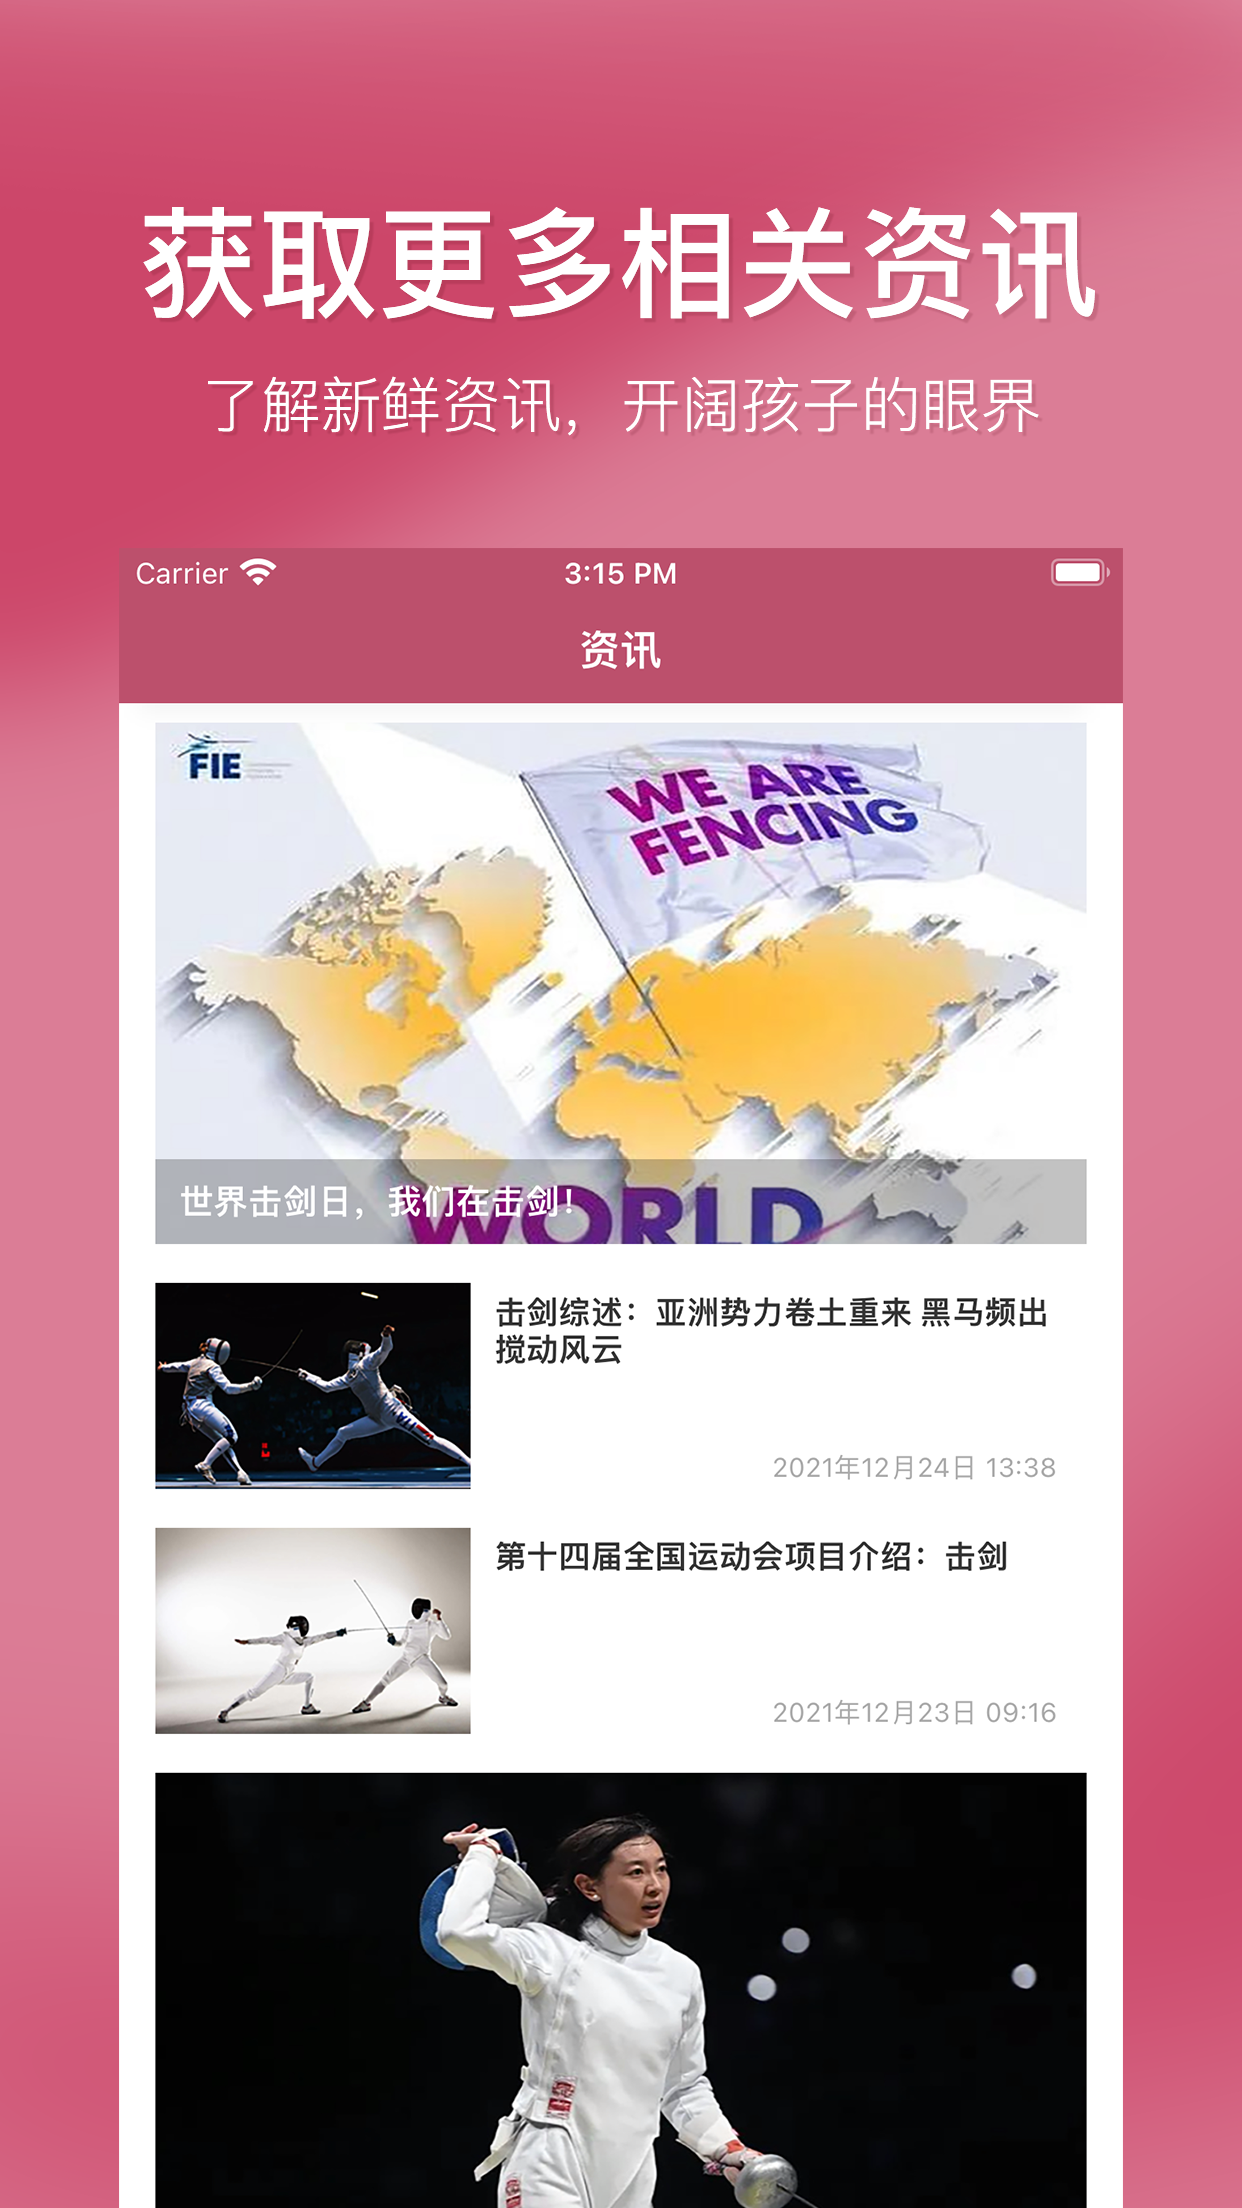 获取更多相关资讯
了解新鲜资讯，开阔孩子的眼界
Carrier
3:15 PM
资讯
FIE
WE ARE
FENCING
世界击剑日，我们在击剑！
WORLD
击剑综述：亚洲势力卷土重来 黑马频出
搅动风云
2021年12月24日 13:38
第十四届全国运动会项目介绍：击剑
2021年12月23日 09:16